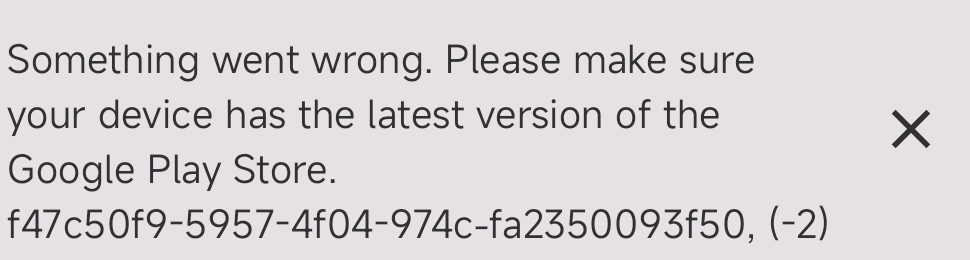 Something went wrong. Please make sure
your device has the latest version of the
Google Play Store.
f47c50f9-5957-4f04-974c-fa2350093f50, (-2)